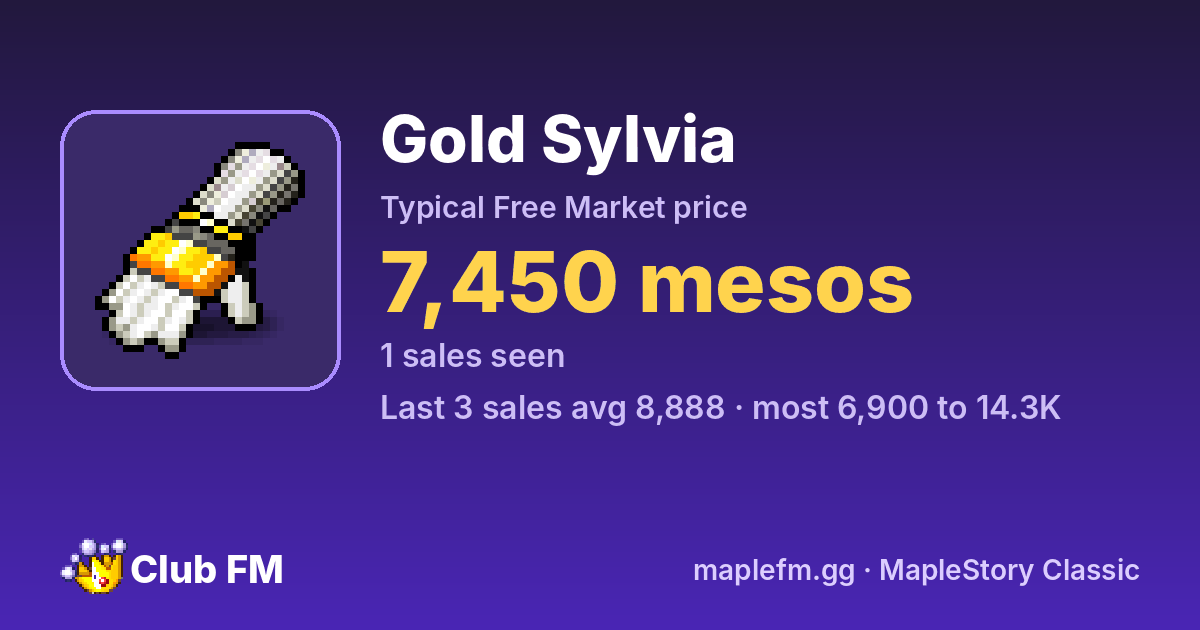 Gold Sylvia
Typical Free Market price
7,450 mesos
1 sales seen
Last 3 sales avg 8,888 · most 6,900 to 14.3K
Club FM
maplefm.gg · MapleStory Classic